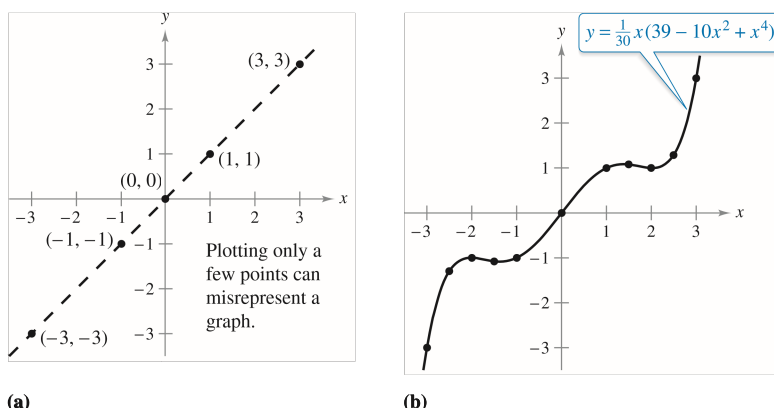 y
3
(3, 3)
2
1
(1, 1)
(0, 0)
x
−3 −2 −1 1 2 3
(−1, −1)
−1
Plotting only a
few points can
misrepresent a
graph.
−2
−3
(−3, −3)
(a)
y = 1/30 x(39 − 10x² + x⁴)
y
3
2
1
x
−3 −2 −1 1 2 3
−1
−2
−3
(b)